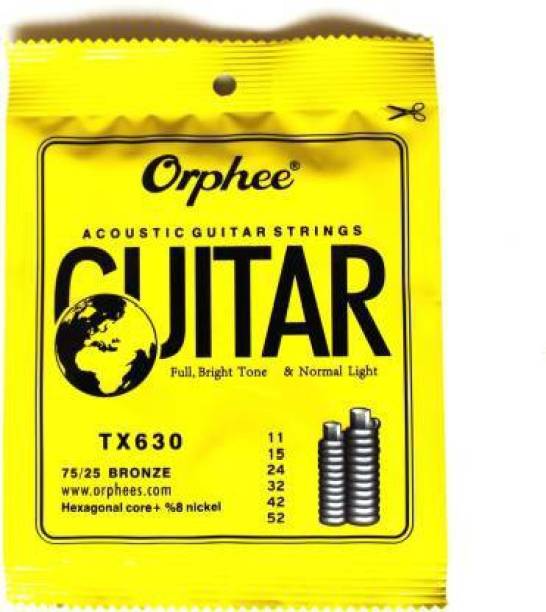 Orphee®
ACOUSTIC GUITAR STRINGS
GUITAR
Full, Bright Tone & Normal Light
TX630
75/25 BRONZE
www.orphees.com
Hexagonal core+ %8 nickel
11
15
24
32
42
52